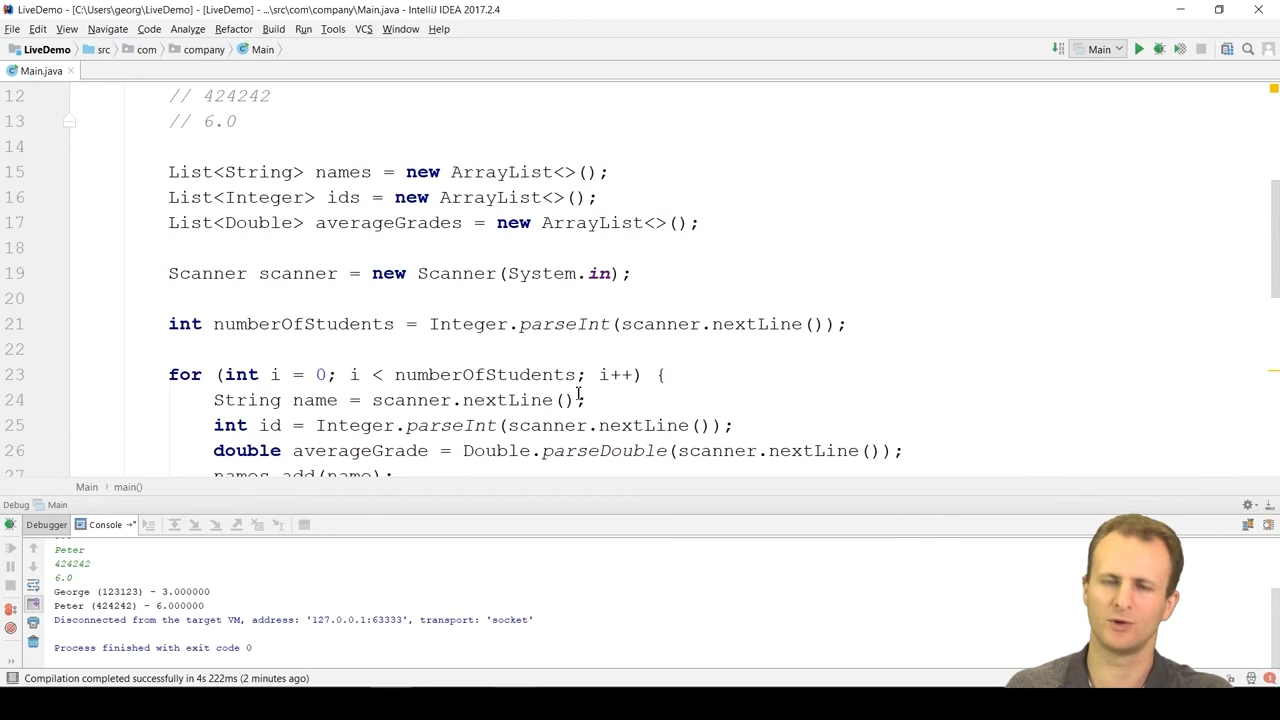 LiveDemo - [C:\Users\georg\LiveDemo] - [LiveDemo] - ...\src\com\company\Main.java - IntelliJ IDEA 2017.2.4
File Edit View Navigate Code Analyze Refactor Build Run Tools VCS Window Help
LiveDemo src com company Main Main
Main.java
12 // 424242
13 // 6.0
14
15 List<String> names = new ArrayList<>();
16 List<Integer> ids = new ArrayList<>();
17 List<Double> averageGrades = new ArrayList<>();
18
19 Scanner scanner = new Scanner(System.in);
20
21 int numberOfStudents = Integer.parseInt(scanner.nextLine());
22
23 for (int i = 0; i < numberOfStudents; i++) {
24 String name = scanner.nextLine();
25 int id = Integer.parseInt(scanner.nextLine());
26 double averageGrade = Double.parseDouble(scanner.nextLine());
27 names.add(name);
Main main()
Debug Main
Debugger Console
Peter
424242
6.0
George (123123) - 3.000000
Peter (424242) - 6.000000
Disconnected from the target VM, address: '127.0.0.1:63333', transport: 'socket'
Process finished with exit code 0
Compilation completed successfully in 4s 222ms (2 minutes ago)